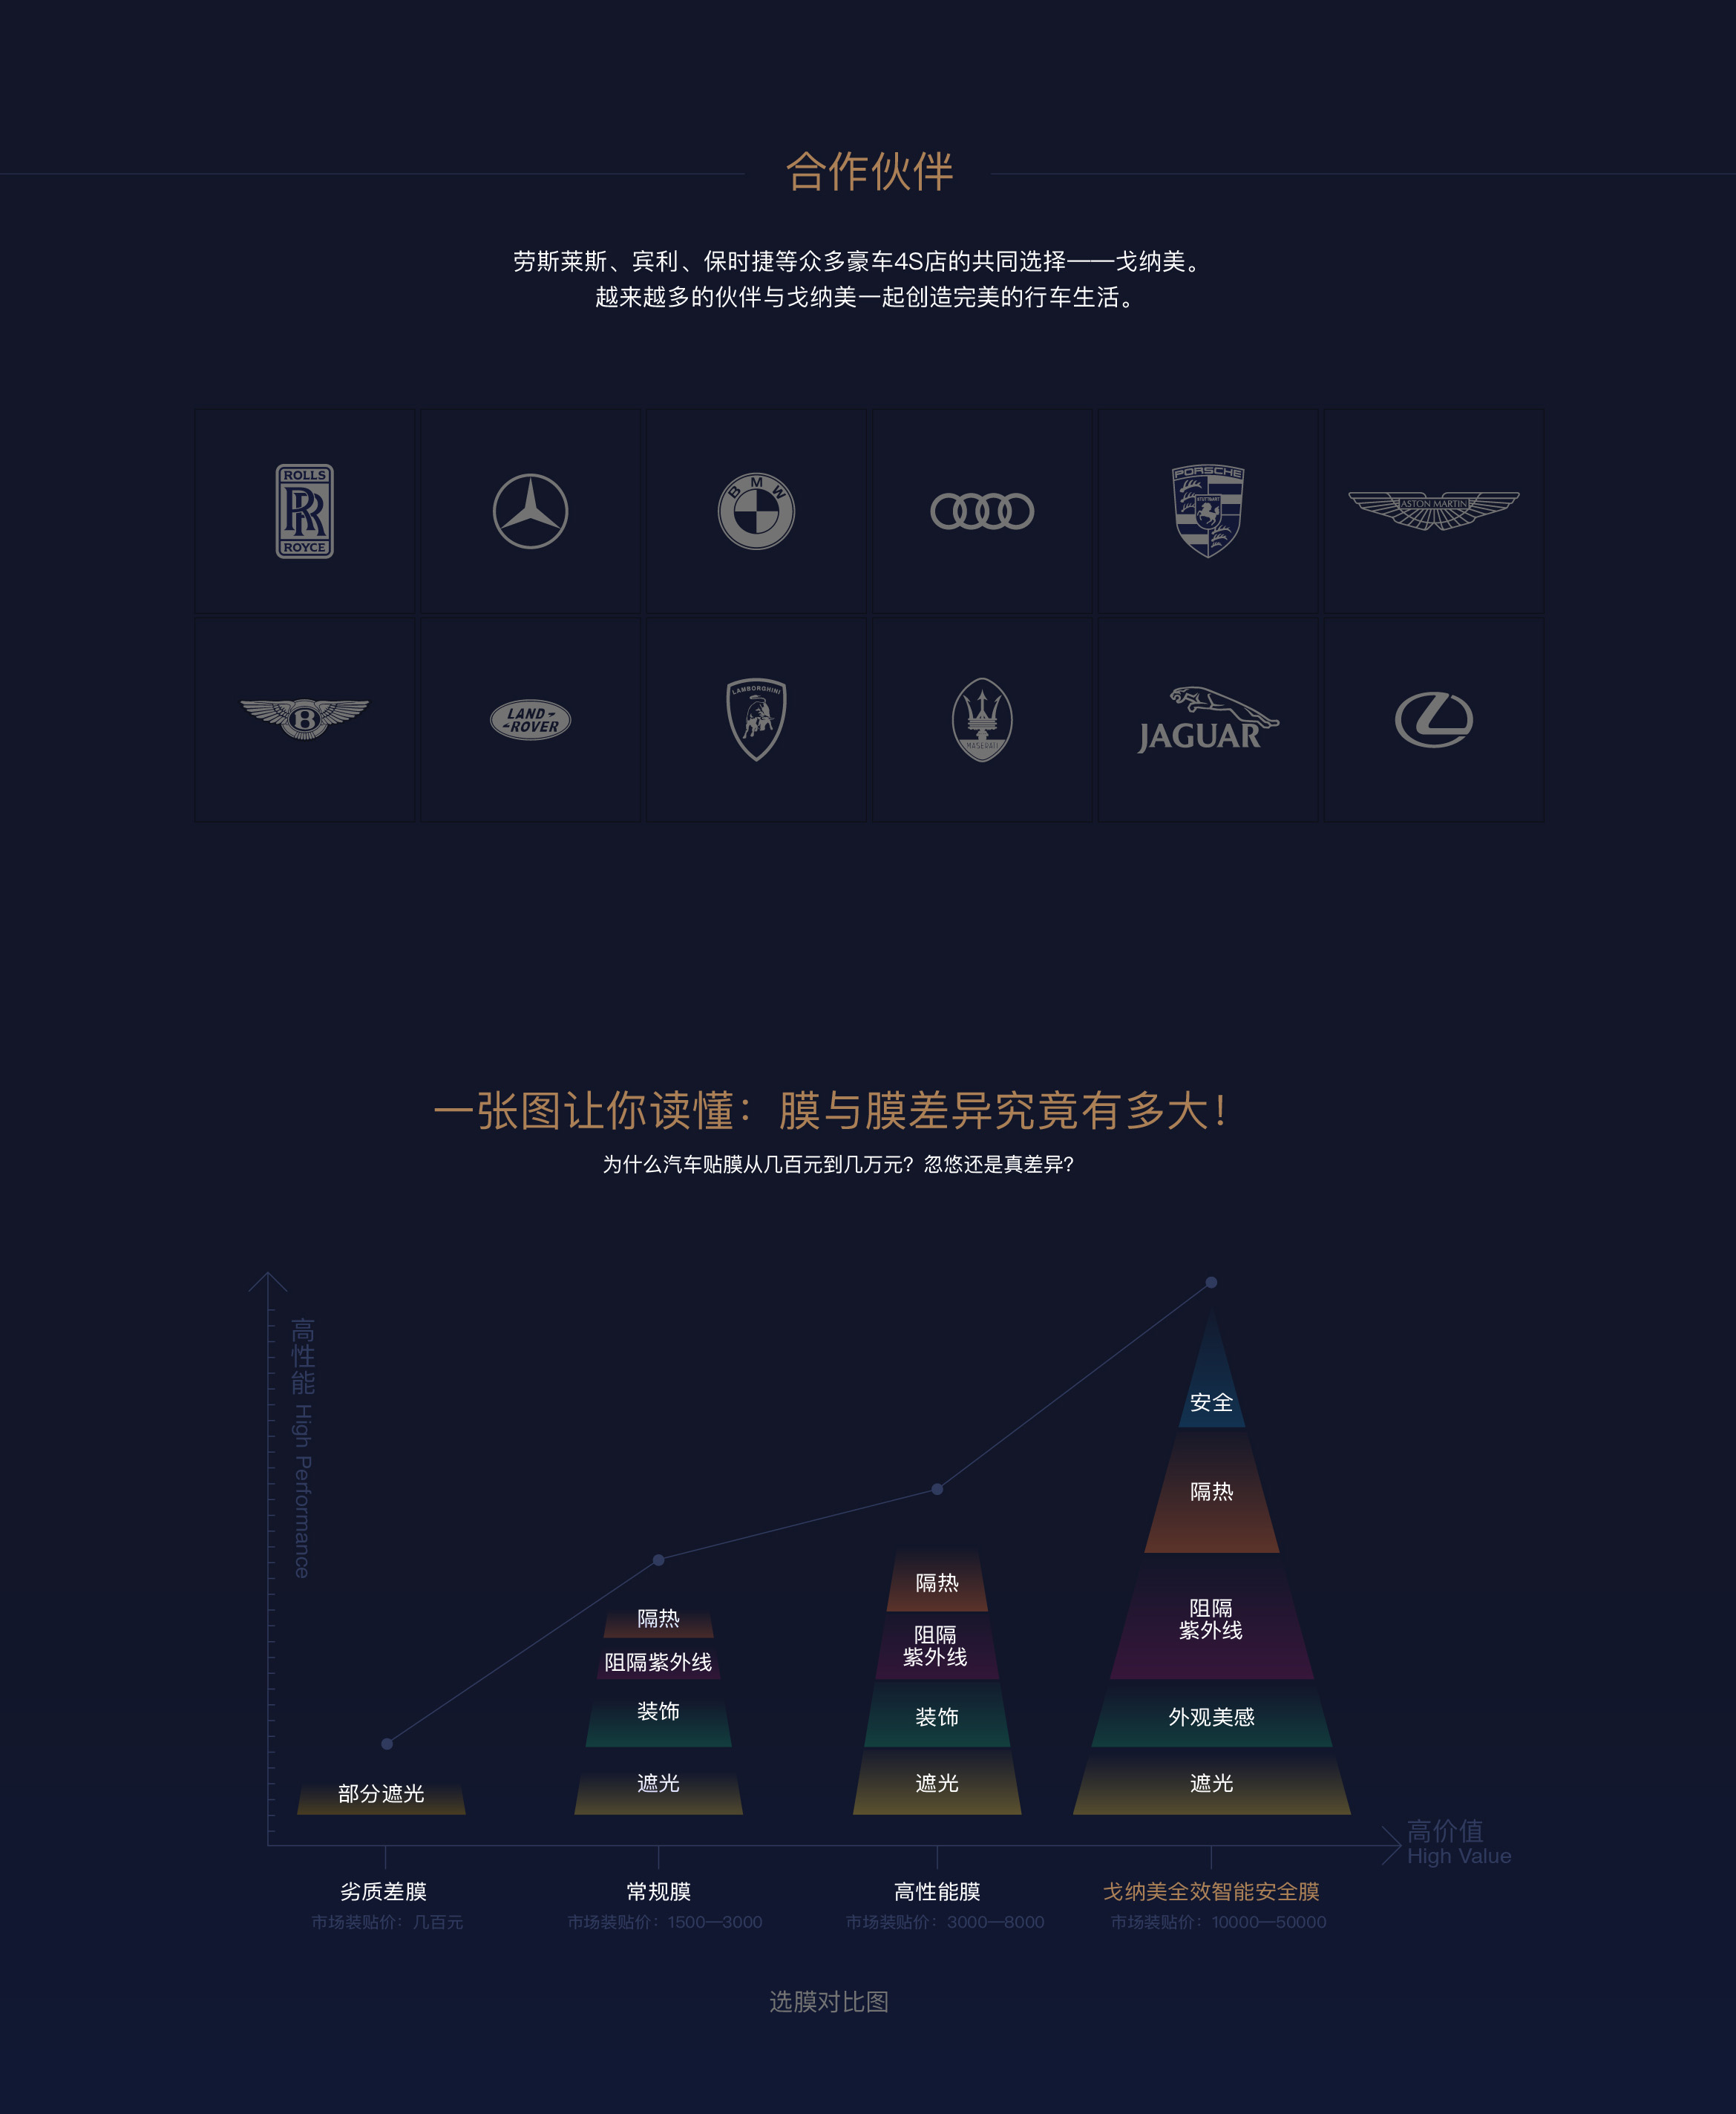 合作伙伴
劳斯莱斯、宾利、保时捷等众多豪车4S店的共同选择——戈纳美。
越来越多的伙伴与戈纳美一起创造完美的行车生活。
ROLLS
RR
ROYCE
BMW
PORSCHE
STUTTGART
ASTON MARTIN
B
LAND
ROVER
LAMBORGHINI
MASERATI
JAGUAR
一张图让你读懂：膜与膜差异究竟有多大！
为什么汽车贴膜从几百元到几万元？忽悠还是真差异？
高性能 High Performance
安全
隔热
阻隔
紫外线
外观美感
遮光
隔热
阻隔
紫外线
装饰
遮光
隔热
阻隔紫外线
装饰
遮光
部分遮光
高价值
High Value
劣质差膜
市场装贴价：几百元
常规膜
市场装贴价：1500—3000
高性能膜
市场装贴价：3000—8000
戈纳美全效智能安全膜
市场装贴价：10000—50000
选膜对比图